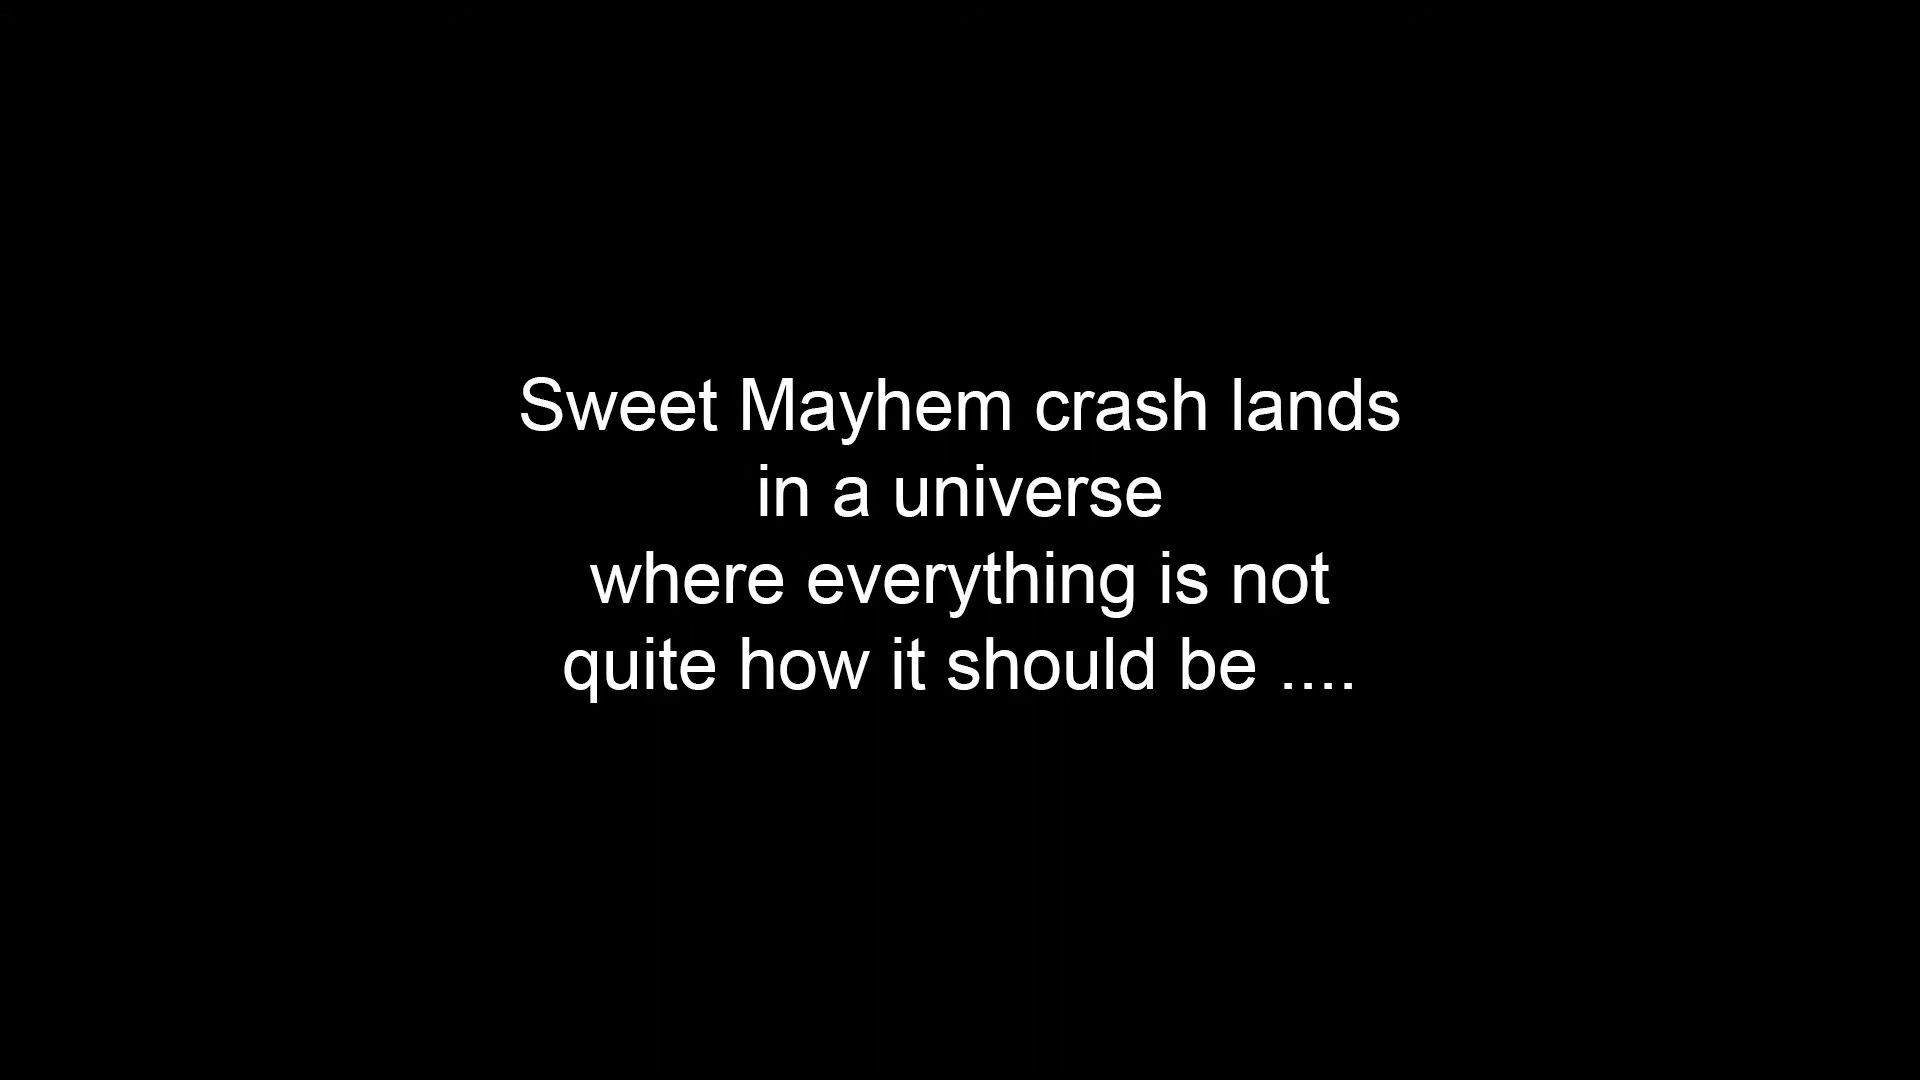 Sweet Mayhem crash lands
in a universe
where everything is not
quite how it should be ....